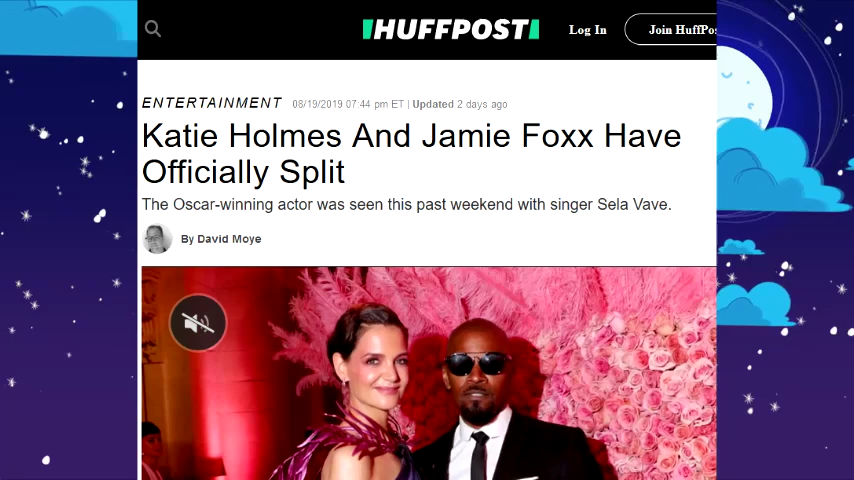 HUFFPOST
Log In
Join HuffPos
ENTERTAINMENT 08/19/2019 07:44 pm ET | Updated 2 days ago
Katie Holmes And Jamie Foxx Have
Officially Split
The Oscar-winning actor was seen this past weekend with singer Sela Vave.
By David Moye